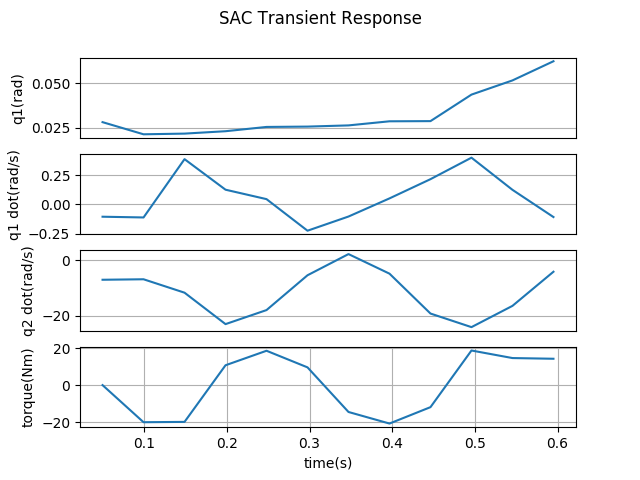 SAC Transient Response
q1(rad)
0.050
0.025
q1 dot(rad/s)
0.25
0.00
−0.25
q2 dot(rad/s)
0
−20
torque(Nm)
20
0
−20
0.1 0.2 0.3 0.4 0.5 0.6
time(s)